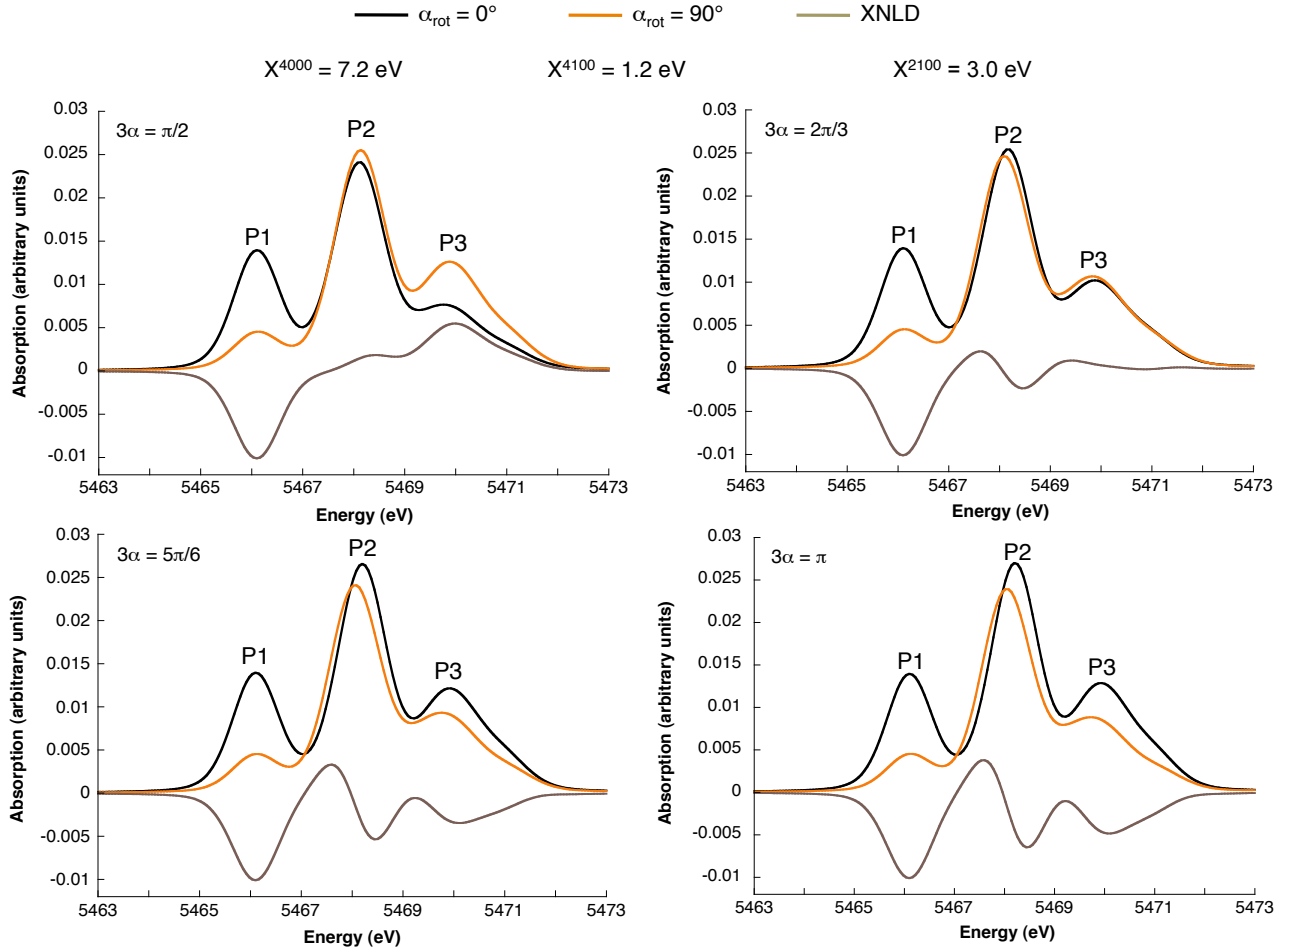 α_rot = 0° α_rot = 90° XNLD
X^4000 = 7.2 eV X^4100 = 1.2 eV X^2100 = 3.0 eV
3α = π/2
P1
P2
P3
0.03
0.025
0.02
0.015
0.01
0.005
0
-0.005
-0.01
Absorption (arbitrary units)
5463 5465 5467 5469 5471 5473
Energy (eV)
3α = 2π/3
P1
P2
P3
0.03
0.025
0.02
0.015
0.01
0.005
0
-0.005
-0.01
Absorption (arbitrary units)
5463 5465 5467 5469 5471 5473
Energy (eV)
3α = 5π/6
P1
P2
P3
0.03
0.025
0.02
0.015
0.01
0.005
0
-0.005
-0.01
Absorption (arbitrary units)
5463 5465 5467 5469 5471 5473
Energy (eV)
3α = π
P1
P2
P3
0.03
0.025
0.02
0.015
0.01
0.005
0
-0.005
-0.01
Absorption (arbitrary units)
5463 5465 5467 5469 5471 5473
Energy (eV)